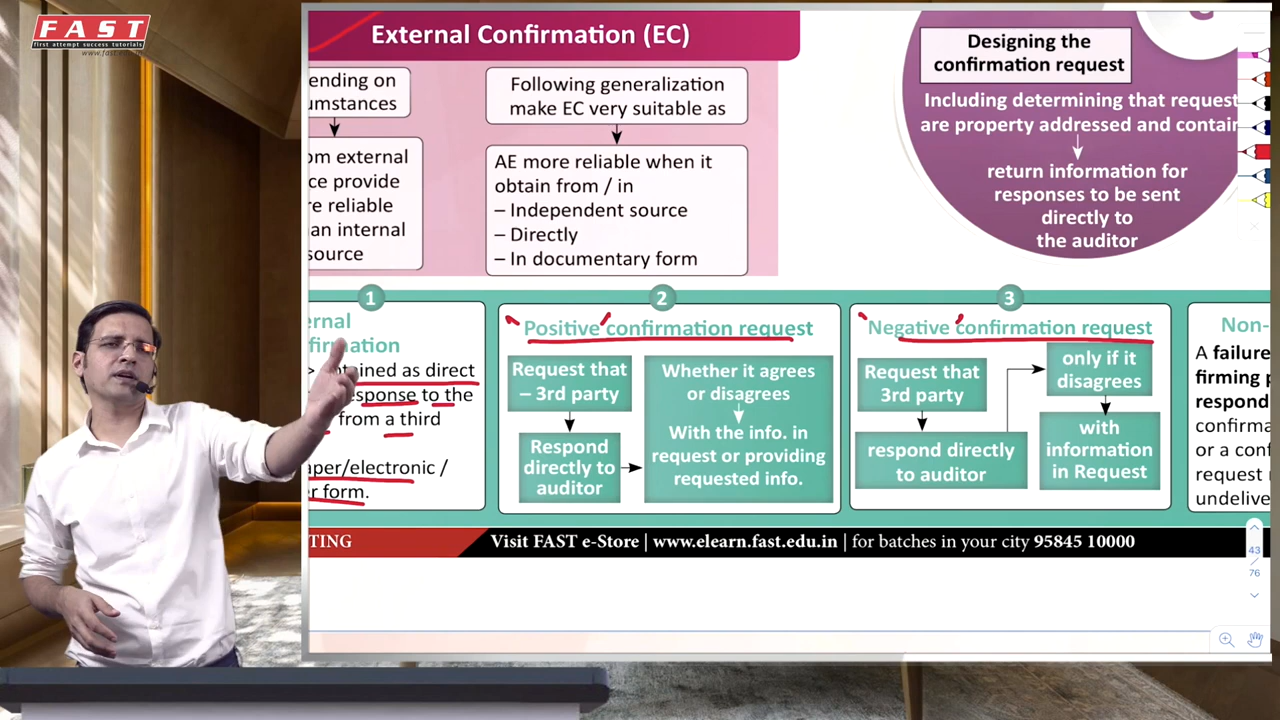 FAST
first attempt success tutorials
External Confirmation (EC)
ending on
umstances
om external
ce provide
re reliable
an internal
source
Following generalization
make EC very suitable as
AE more reliable when it
obtain from / in
– Independent source
– Directly
– In documentary form
Designing the
confirmation request
Including determining that request
are property addressed and contain
return information for
responses to be sent
directly to
the auditor
1
ernal
firmation
tained as direct
esponse to the
from a third
aper/electronic /
r form.
2
Positive confirmation request
Request that
– 3rd party
Respond
directly to
auditor
Whether it agrees
or disagrees
With the info. in
request or providing
requested info.
3
Negative confirmation request
Request that
3rd party
respond directly
to auditor
only if it
disagrees
with
information
in Request
Non-
A failure
firming p
respond
confirma
or a conf
request
undelive
TING
Visit FAST e-Store | www.elearn.fast.edu.in | for batches in your city 95845 10000
43
/
76